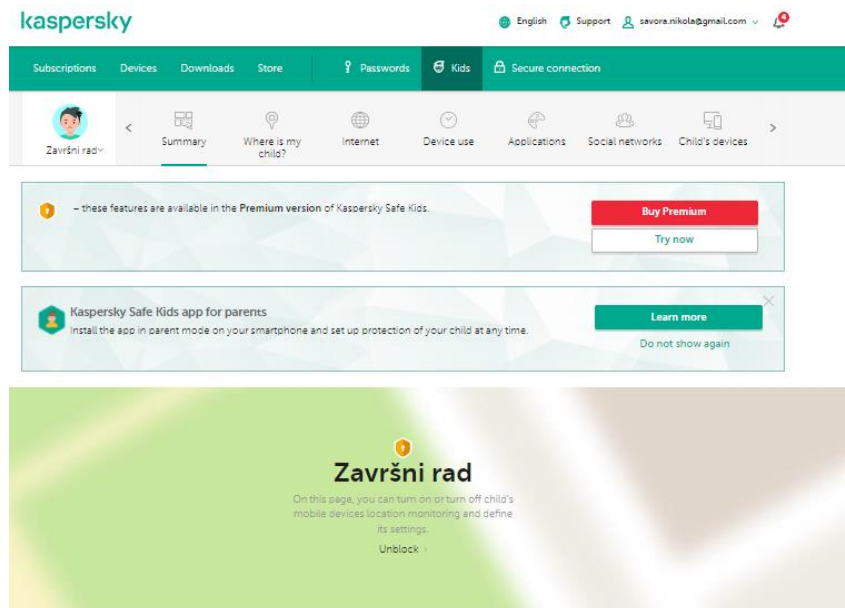 kaspersky
English Support savora.nikola@gmail.com 4
Subscriptions Devices Downloads Store Passwords Kids Secure connection
Završni rad
Summary
Where is my
child?
Internet
Device use
Applications
Social networks
Child's devices
– these features are available in the Premium version of Kaspersky Safe Kids.
Buy Premium
Try now
Kaspersky Safe Kids app for parents
Install the app in parent mode on your smartphone and set up protection of your child at any time.
Learn more
Do not show again
Završni rad
On this page, you can turn on or turn off child's
mobile devices location monitoring and define
its settings.
Unblock